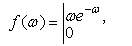 f(ω) = | ωe^{-ω},
0